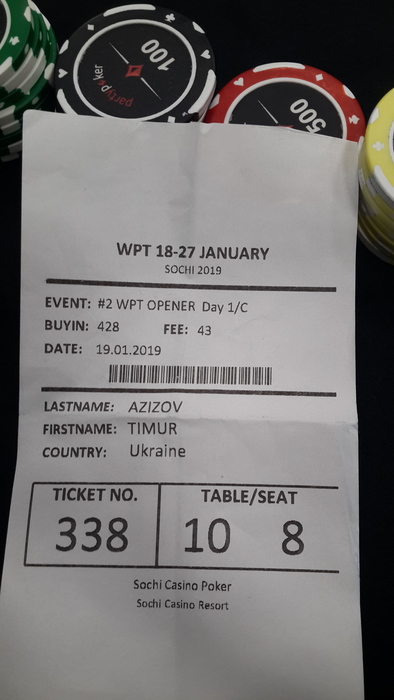 100
partypoker
500
WPT 18-27 JANUARY
SOCHI 2019
EVENT: #2 WPT OPENER Day 1/C
BUYIN: 428 FEE: 43
DATE: 19.01.2019
LASTNAME: AZIZOV
FIRSTNAME: TIMUR
COUNTRY: Ukraine
TICKET NO. TABLE/SEAT
338 10 8
Sochi Casino Poker
Sochi Casino Resort